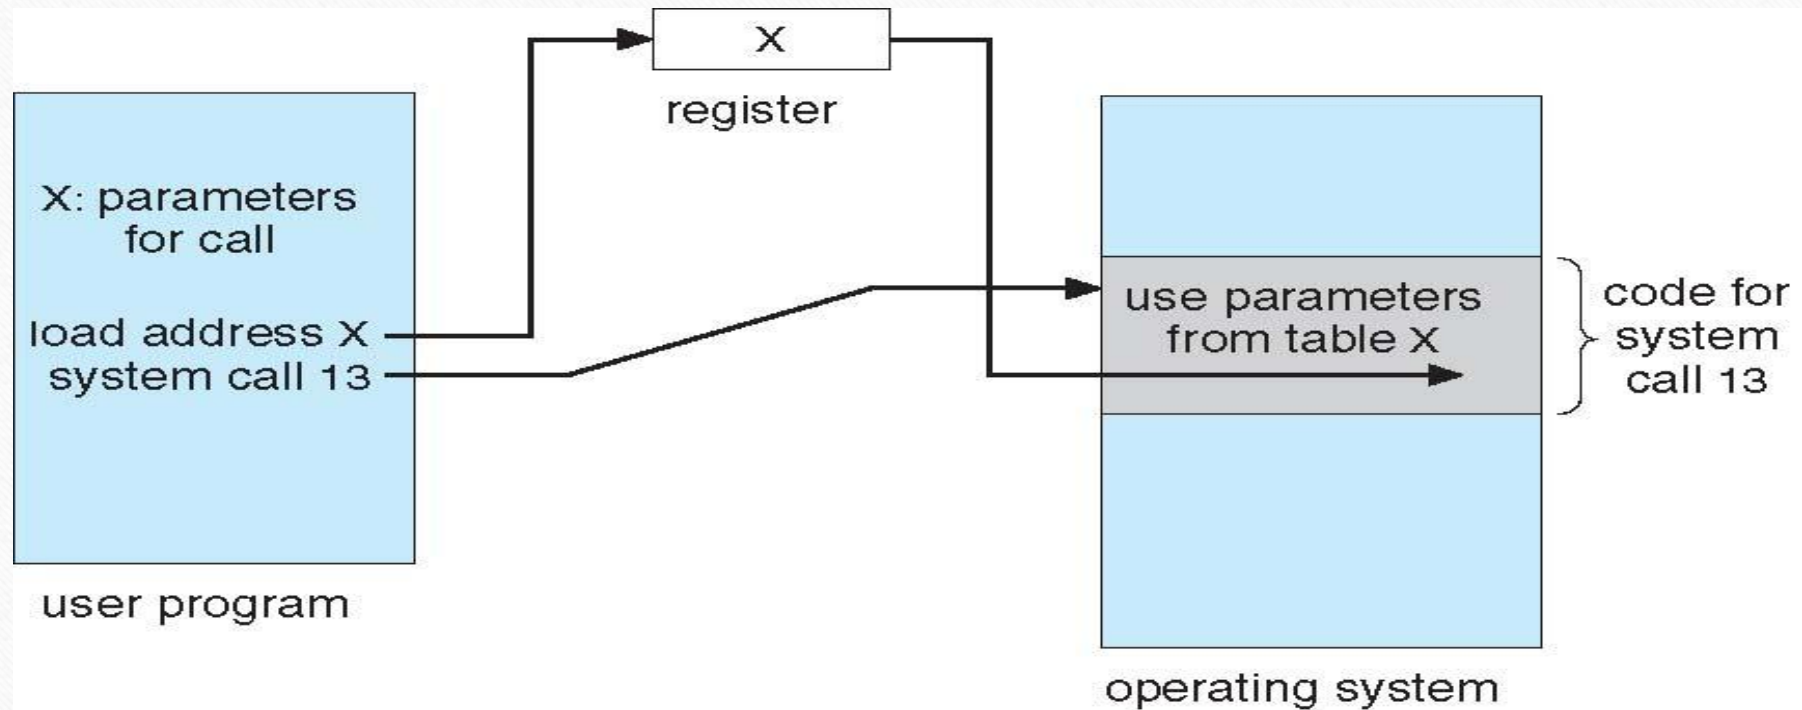 X
register
X: parameters
for call
load address X
system call 13
user program
use parameters
from table X
code for
system
call 13
operating system